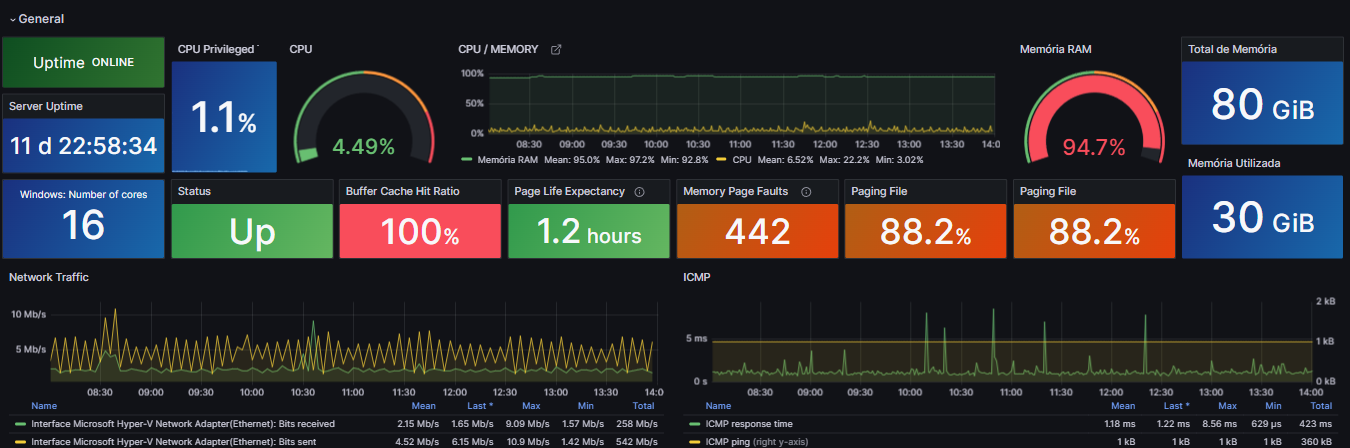 General
Uptime ONLINE
Server Uptime
11 d 22:58:34
CPU Privileged
1.1%
CPU
4.49%
CPU / MEMORY
100%
50%
0%
08:30 09:00 09:30 10:00 10:30 11:00 11:30 12:00 12:30 13:00 13:30 14:0
Memória RAM Mean: 95.0% Max: 97.2% Min: 92.8% CPU Mean: 6.52% Max: 22.2% Min: 3.02%
Memória RAM
94.7%
Total de Memória
80 GiB
Memória Utilizada
30 GiB
Windows: Number of cores
16
Status
Up
Buffer Cache Hit Ratio
100%
Page Life Expectancy
1.2 hours
Memory Page Faults
442
Paging File
88.2%
Paging File
88.2%
Network Traffic
10 Mb/s
5 Mb/s
08:30 09:00 09:30 10:00 10:30 11:00 11:30 12:00 12:30 13:00 13:30 14:0
Name Mean Last * Max Min Total
Interface Microsoft Hyper-V Network Adapter(Ethernet): Bits received 2.15 Mb/s 1.65 Mb/s 9.09 Mb/s 1.57 Mb/s 258 Mb/s
Interface Microsoft Hyper-V Network Adapter(Ethernet): Bits sent 4.52 Mb/s 6.15 Mb/s 10.9 Mb/s 1.42 Mb/s 542 Mb/s
ICMP
2 kB
5 ms
1 kB
0 s
0 kB
08:30 09:00 09:30 10:00 10:30 11:00 11:30 12:00 12:30 13:00 13:30 14:00
Name Mean Last * Max Min Total
ICMP response time 1.18 ms 1.22 ms 8.56 ms 629 µs 423 ms
ICMP ping (right y-axis) 1 kB 1 kB 1 kB 1 kB 360 kB